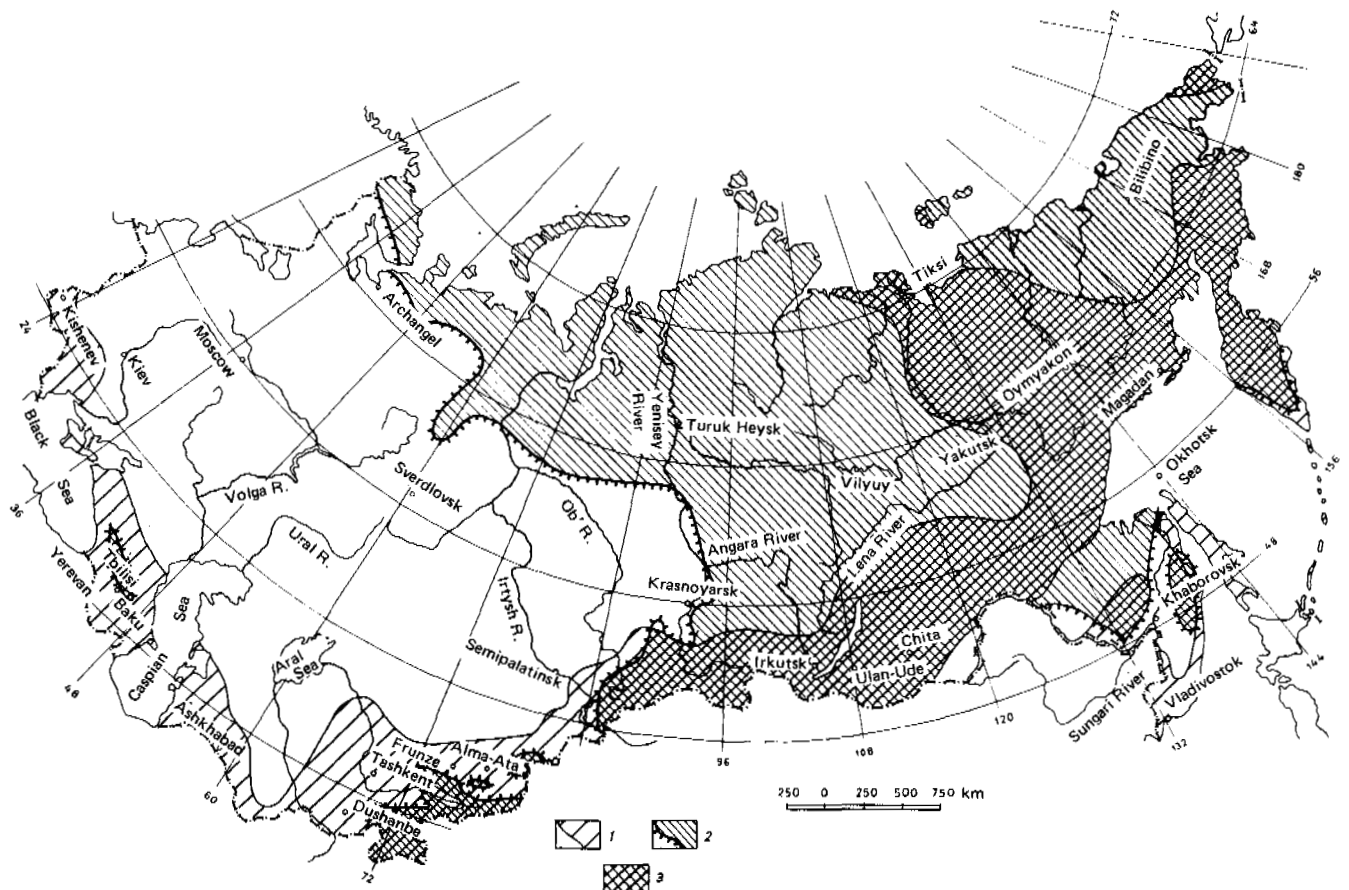 72
64
180
168
56
156
48
144
132
120
108
96
72
60
48
36
24
Bilibino
Tiksi
Oymyakon
Magadan
Okhotsk
Sea
Archangel
Kishenev
Kiev
Moscow
Black
Sea
Yenisey
River
Turuk Heysk
Yakutsk
Vilyuy
Volga R.
Sverdlovsk
Ob' R.
Ural R.
Angara River
Lena River
Khaborovsk
Yerevan
Tbilisi
Baku
Caspian
Sea
Irtysh R.
Krasnoyarsk
Semipalatinsk
Aral
Sea
Irkutsk
Chita
Ulan-Ude
Sungari River
Vladivostok
Ashkhabad
Frunze
Alma-Ata
Tashkent
Dushanbe
250 0 250 500 750 km
1
2
3